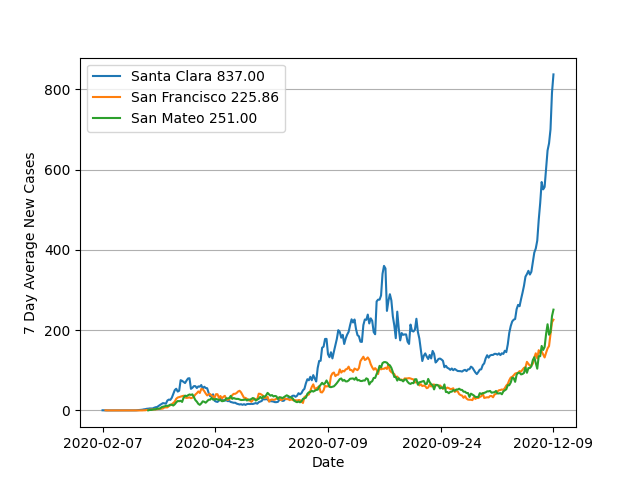 Santa Clara 837.00
San Francisco 225.86
San Mateo 251.00
800
600
400
200
0
7 Day Average New Cases
2020-02-07 2020-04-23 2020-07-09 2020-09-24 2020-12-09
Date